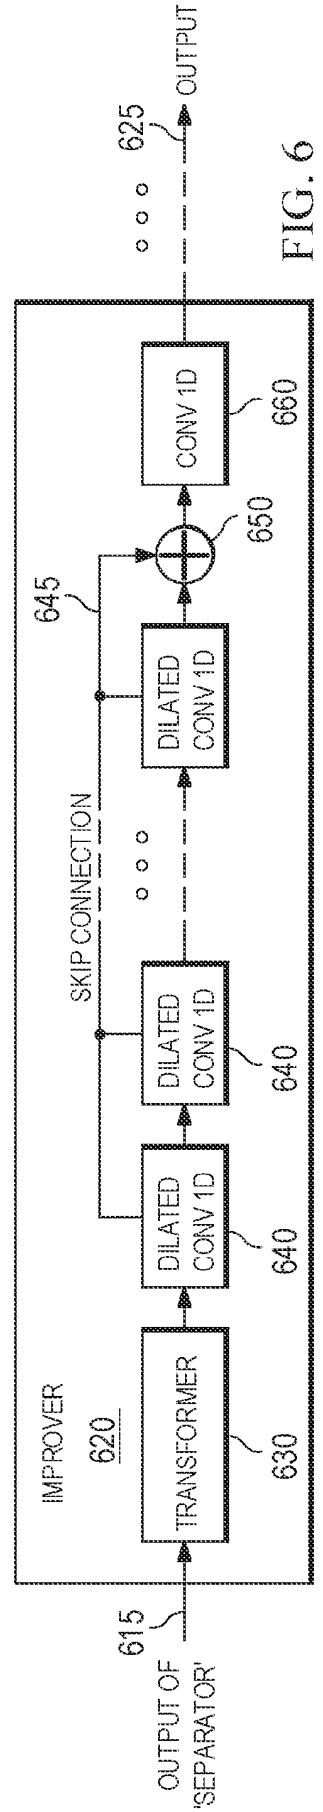 IMPROVER
620
SKIP CONNECTION
645
OUTPUT OF
'SEPARATOR'
615
TRANSFORMER
630
DILATED
CONV 1D
640
DILATED
CONV 1D
640
DILATED
CONV 1D
650
CONV 1D
660
625
OUTPUT
FIG. 6